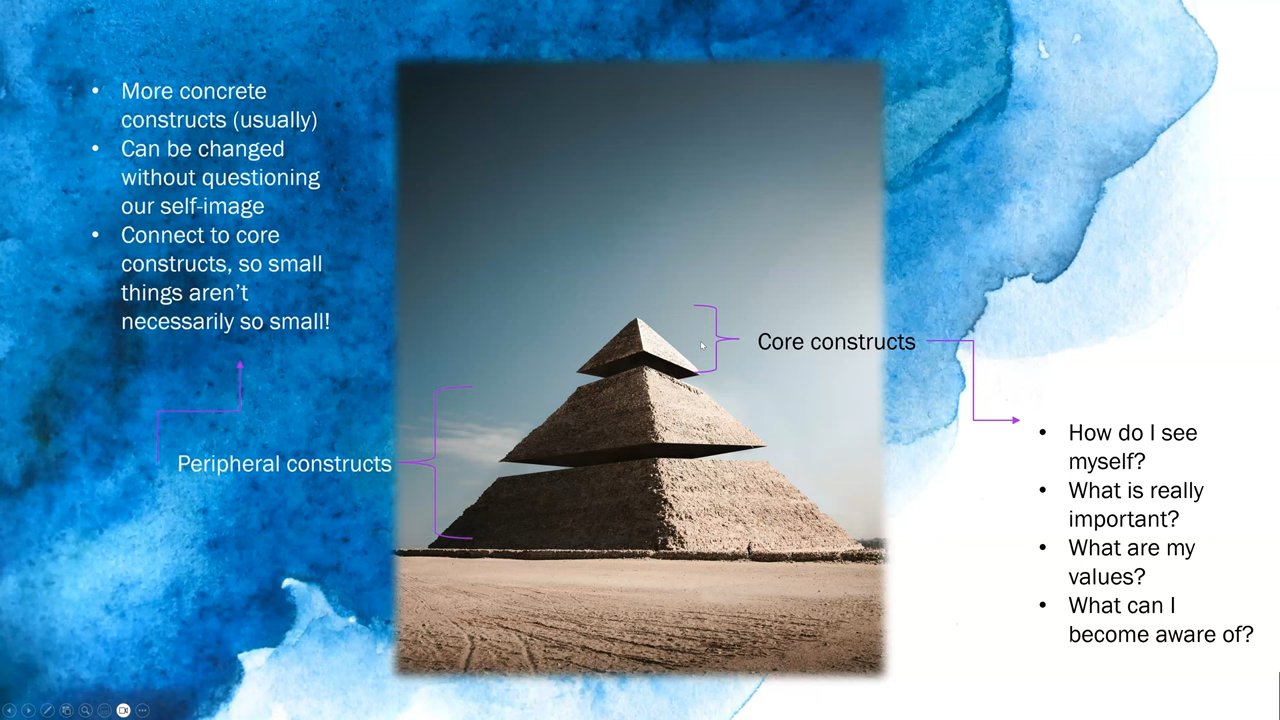 • More concrete
constructs (usually)
• Can be changed
without questioning
our self-image
• Connect to core
constructs, so small
things aren’t
necessarily so small!
Core constructs
Peripheral constructs
• How do I see
myself?
• What is really
important?
• What are my
values?
• What can I
become aware of?